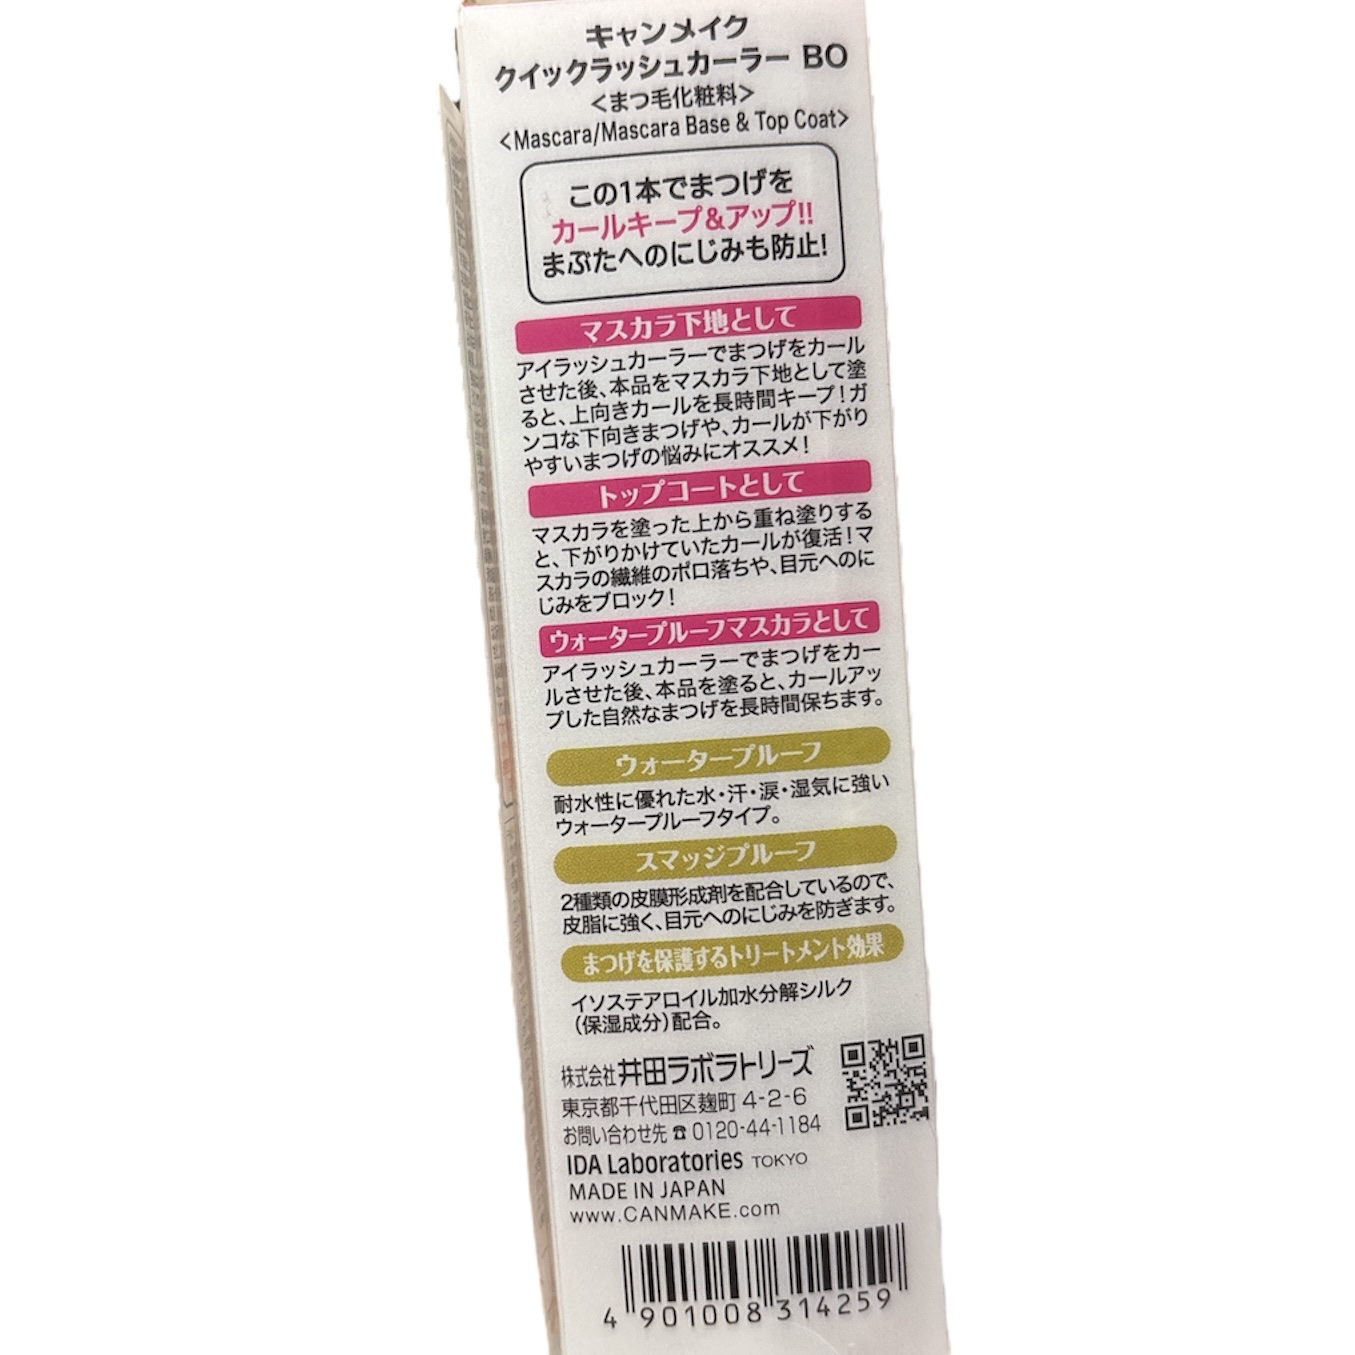 キャンメイク
クイックラッシュカーラー BO
<まつ毛化粧料>
<Mascara/Mascara Base & Top Coat>
この1本でまつげを
カールキープ&アップ!!
まぶたへのにじみも防止!
マスカラ下地として
アイラッシュカーラーでまつげをカール
させた後、本品をマスカラ下地として塗
ると、上向きカールを長時間キープ!ガ
ンコな下向きまつげや、カールが下がり
やすいまつげの悩みにオススメ!
トップコートとして
マスカラを塗った上から重ね塗りする
と、下がりかけていたカールが復活!マ
スカラの繊維のポロ落ちや、目元へのに
じみをブロック!
ウォータープルーフマスカラとして
アイラッシュカーラーでまつげをカー
ルさせた後、本品を塗ると、カールアッ
プした自然なまつげを長時間保ちます。
ウォータープルーフ
耐水性に優れた水・汗・涙・湿気に強い
ウォータープルーフタイプ。
スマッジプルーフ
2種類の皮膜形成剤を配合しているので、
皮脂に強く、目元へのにじみを防ぎます。
まつげを保護するトリートメント効果
イソステアロイル加水分解シルク
(保湿成分)配合。
株式会社井田ラボラトリーズ
東京都千代田区麹町 4-2-6
お問い合わせ先 ☎ 0120-44-1184
IDA Laboratories TOKYO
MADE IN JAPAN
www.CANMAKE.com
4 901008 314259